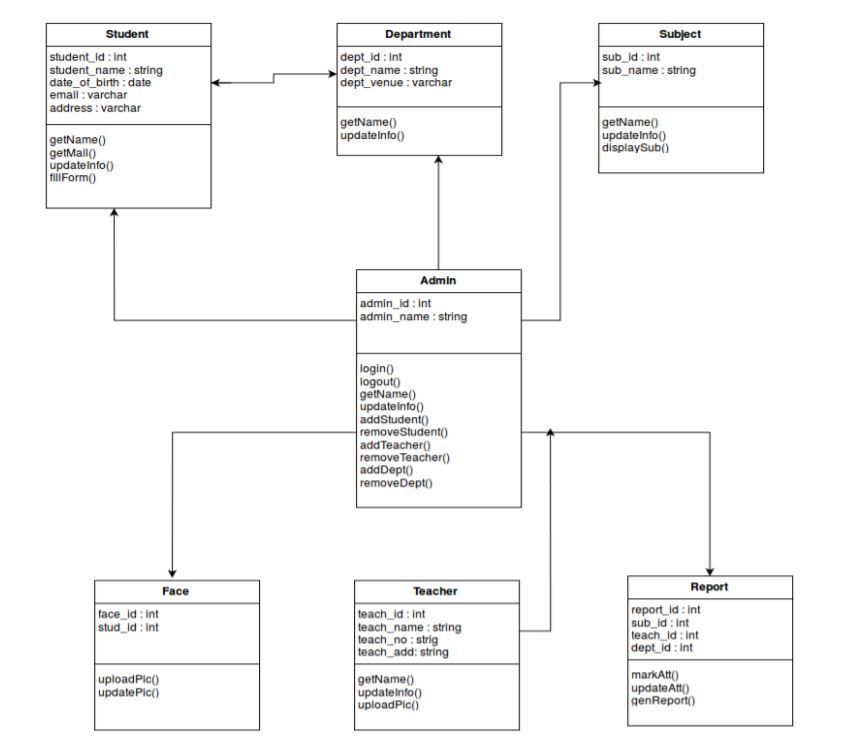 Student
student_id : int
student_name : string
date_of_birth : date
email : varchar
address : varchar
getName()
getMail()
updateInfo()
fillForm()
Department
dept_id : int
dept_name : string
dept_venue : varchar
getName()
updateInfo()
Subject
sub_id : int
sub_name : string
getName()
updateInfo()
displaySub()
Admin
admin_id : int
admin_name : string
login()
logout()
getName()
updateInfo()
addStudent()
removeStudent()
addTeacher()
removeTeacher()
addDept()
removeDept()
Face
face_id : int
stud_id : int
uploadPic()
updatePic()
Teacher
teach_id : int
teach_name : string
teach_no : strig
teach_add: string
getName()
updateInfo()
uploadPic()
Report
report_id : int
sub_id : int
teach_id : int
dept_id : int
markAtt()
updateAtt()
genReport()